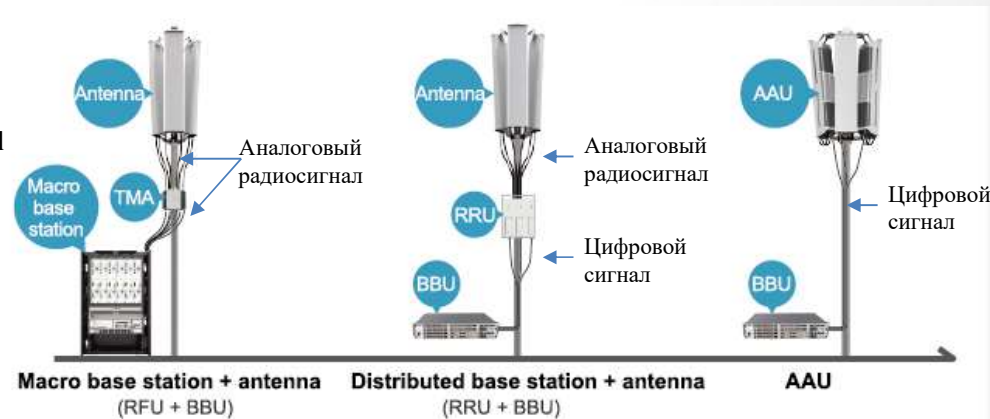 Antenna
Аналоговый
радиосигнал
TMA
Macro
base
station
Antenna
Аналоговый
радиосигнал
RRU
Цифровой
сигнал
BBU
AAU
Цифровой
сигнал
BBU
Macro base station + antenna
(RFU + BBU)
Distributed base station + antenna
(RRU + BBU)
AAU